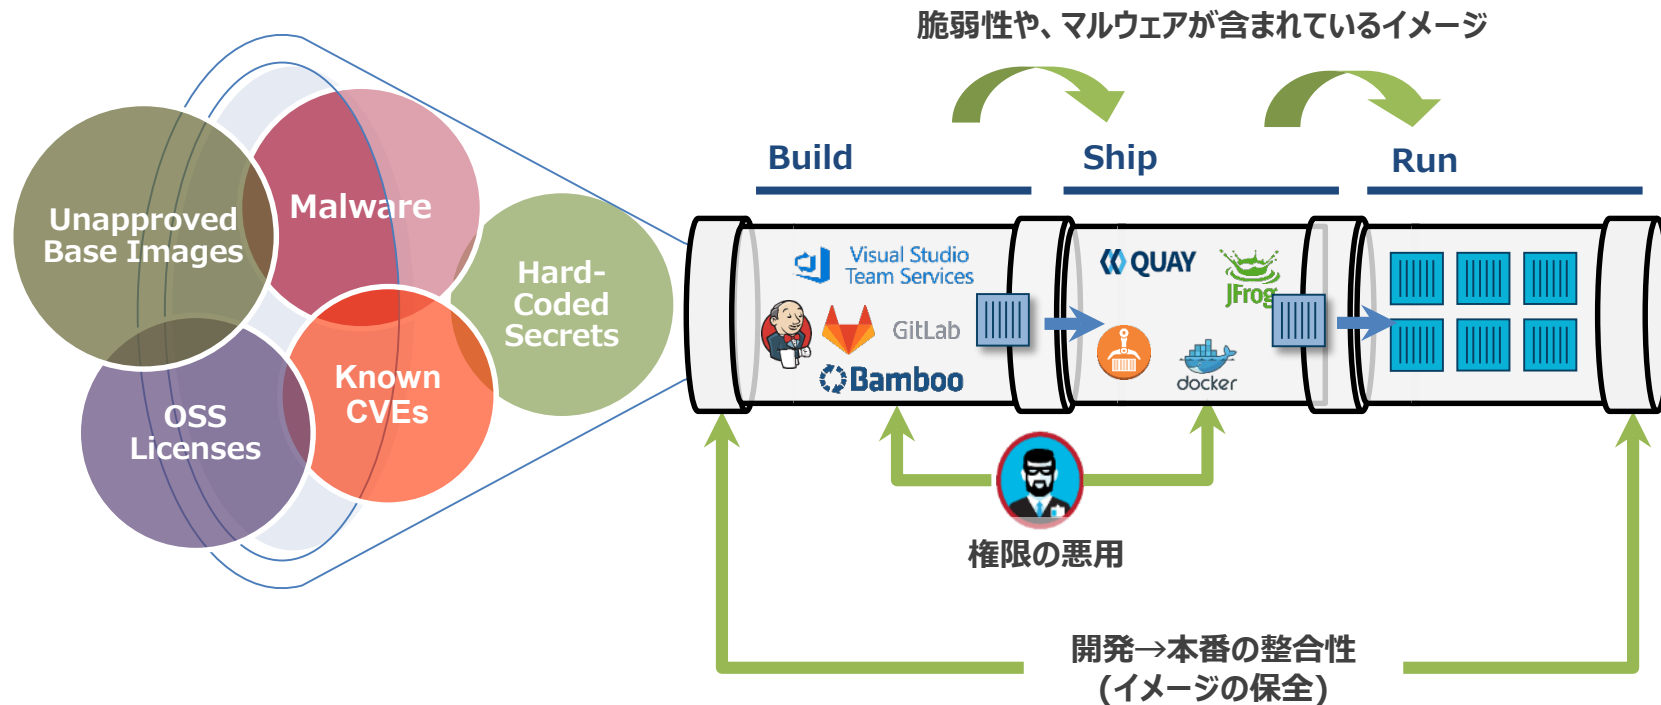 脆弱性や、マルウェアが含まれているイメージ
Build
Ship
Run
Unapproved
Base Images
Malware
Hard-
Coded
Secrets
Known
CVEs
OSS
Licenses
Visual Studio
Team Services
GitLab
Bamboo
QUAY
JFrog
docker
権限の悪用
開発→本番の整合性
(イメージの保全)